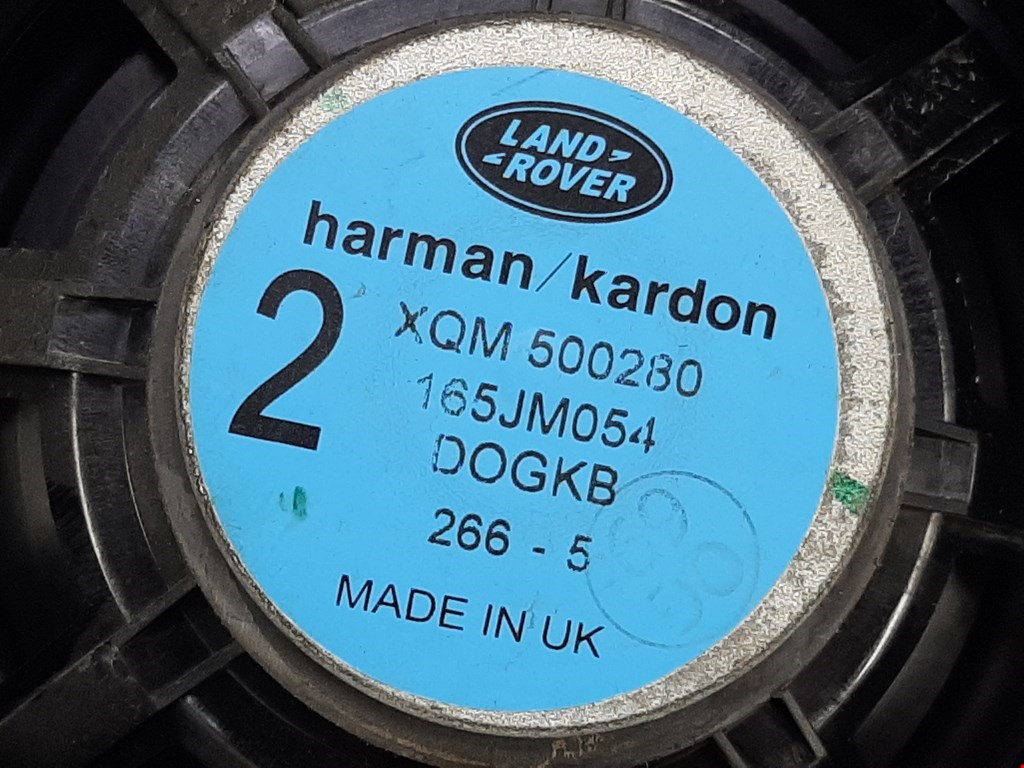 LAND
ROVER
harman/kardon
2
XQM 500280
165JM054
DOGKB
266 - 5
MADE IN UK